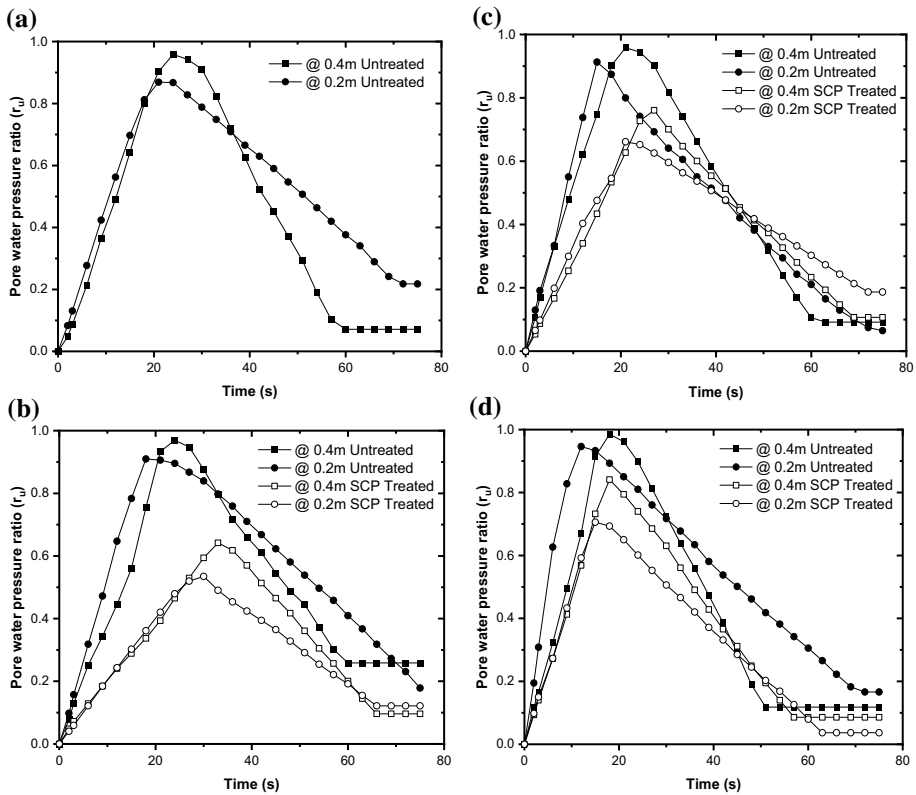 (a)
1.0
0.8
0.6
0.4
0.2
0.0
0 20 40 60 80
Pore water pressure ratio (rᵤ)
Time (s)
@ 0.4m Untreated
@ 0.2m Untreated
(c)
1.0
0.8
0.6
0.4
0.2
0.0
0 20 40 60 80
Pore water pressure ratio (rᵤ)
Time (s)
@ 0.4m Untreated
@ 0.2m Untreated
@ 0.4m SCP Treated
@ 0.2m SCP Treated
(b)
1.0
0.8
0.6
0.4
0.2
0.0
0 20 40 60 80
Pore water pressure ratio (rᵤ)
Time (s)
@ 0.4m Untreated
@ 0.2m Untreated
@ 0.4m SCP Treated
@ 0.2m SCP Treated
(d)
1.0
0.8
0.6
0.4
0.2
0.0
0 20 40 60 80
Pore water pressure ratio (rᵤ)
Time (s)
@ 0.4m Untreated
@ 0.2m Untreated
@ 0.4m SCP Treated
@ 0.2m SCP Treated